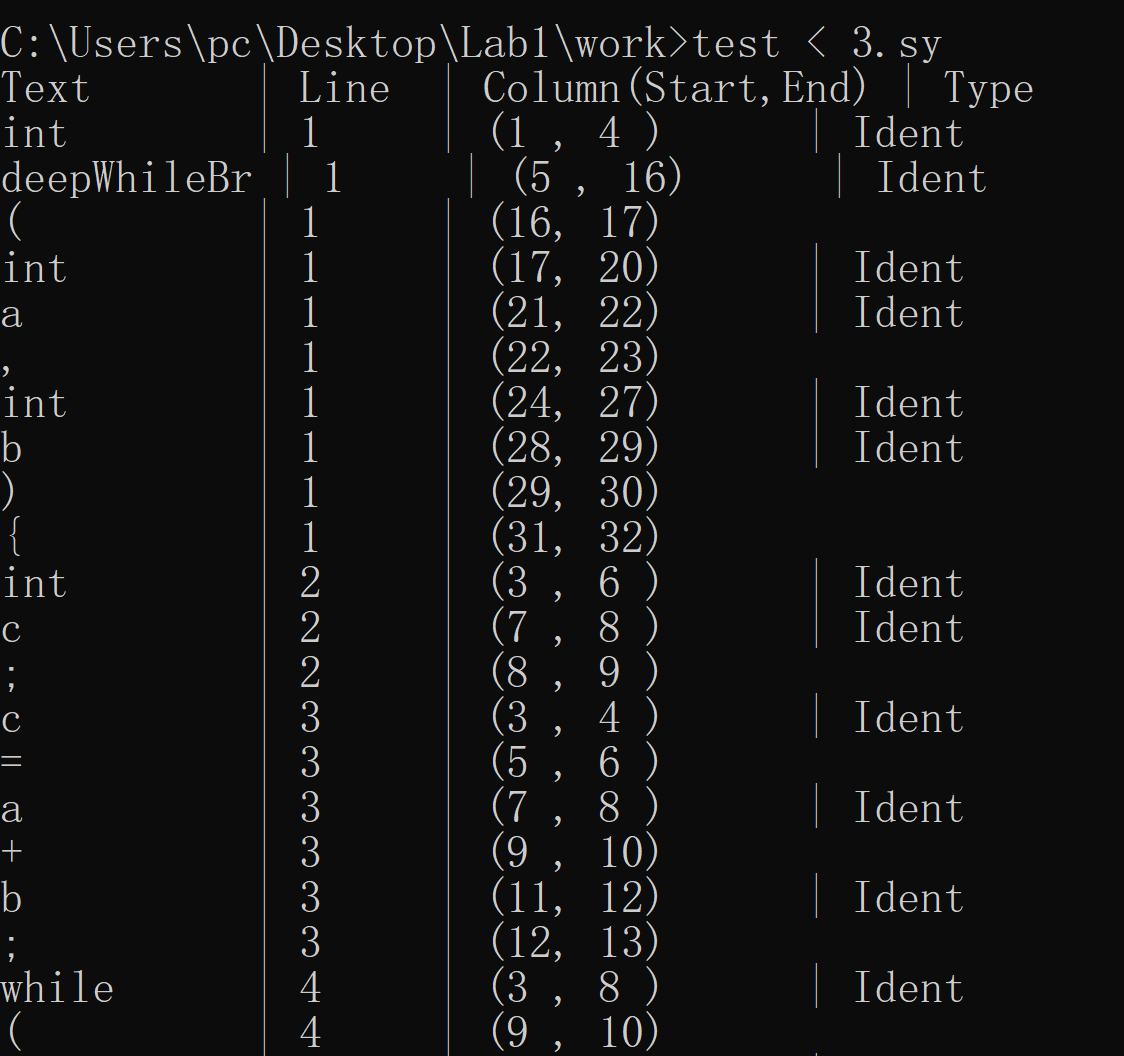 C:\Users\pc\Desktop\Lab1\work>test < 3.sy
Text | Line | Column(Start,End) | Type
int | 1 | (1 , 4 ) | Ident
deepWhileBr | 1 | (5 , 16) | Ident
( | 1 | (16, 17)
int | 1 | (17, 20) | Ident
a | 1 | (21, 22) | Ident
, | 1 | (22, 23)
int | 1 | (24, 27) | Ident
b | 1 | (28, 29) | Ident
) | 1 | (29, 30)
{ | 1 | (31, 32)
int | 2 | (3 , 6 ) | Ident
c | 2 | (7 , 8 ) | Ident
; | 2 | (8 , 9 )
c | 3 | (3 , 4 ) | Ident
= | 3 | (5 , 6 )
a | 3 | (7 , 8 ) | Ident
+ | 3 | (9 , 10)
b | 3 | (11, 12) | Ident
; | 3 | (12, 13)
while | 4 | (3 , 8 ) | Ident
( | 4 | (9 , 10)